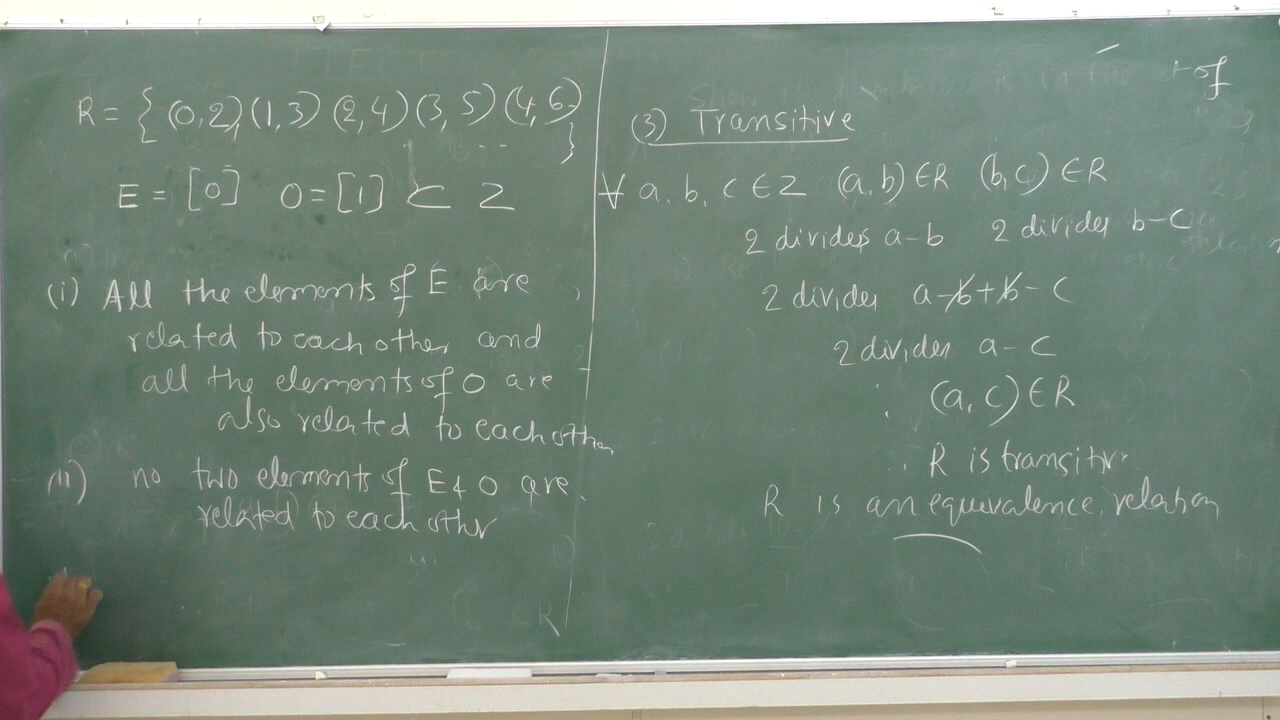 R = { (0,2), (1,3) (2,4) (3,5) (4,6) -- }
E = [0] O = [1] ⊂ Z
(i) All the elements of E are
related to each other and
all the elements of O are
also related to each other
(ii) no two elements of E & O are
related to each other
et of
(3) Transitive
∀ a, b, c ∈ Z (a,b) ∈ R (b,c) ∈ R
2 divides a-b 2 divides b-c
2 divides a-b+b-c
2 divides a-c
(a,c) ∈ R
R is transitive
R is an equivalence relation